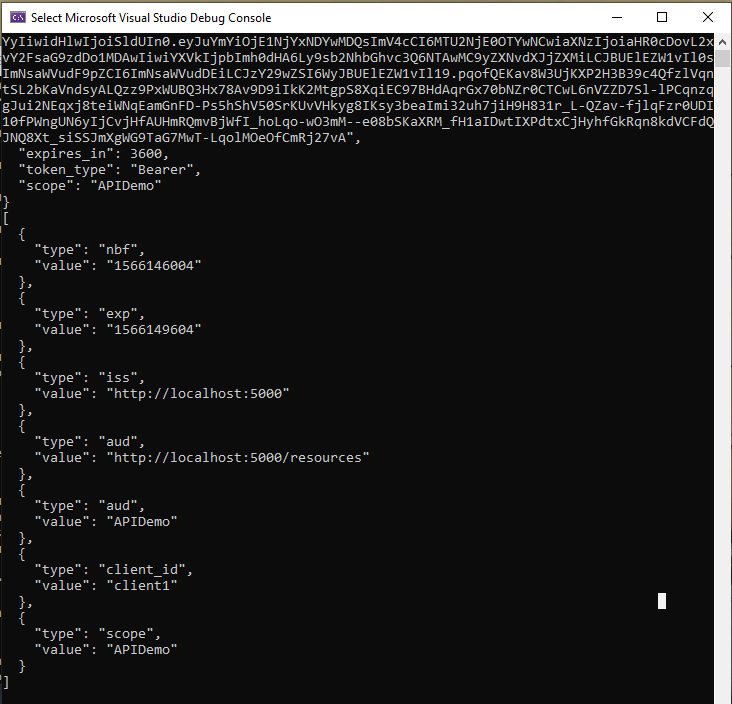 Select Microsoft Visual Studio Debug Console
YyIiwidHlwIjoiSldUIn0.eyJuYmYiOjE1NjYxNDYwMDQsImV4cCI6MTU2NjE0OTYwNCwiaXNzIjoiaHR0cDovL2x
vY2FsaG9zdDo1MDAwIiwiYXVkIjpbImh0dHA6Ly9sb2NhbGhvc3Q6NTAwMC9yZXNvdXJjZXMiLCJBUElEZW1vIl0s
ImNsaWVudF9pZCI6ImNsaWVudDEiLCJzY29wZSI6WyJBUElEZW1vIl19.pqofQEKav8W3UjKXP2H3B39c4QfzlVqn
tSL2bKaVndsyALQzz9PxWUBQ3Hx78Av9D9iIkK2MtgpS8XqiEC97BHdAqrGx70bNZr0CTCwL6nVZZD7Sl-lPCqnzq
gJui2NEqxj8teiWNqEamGnFD-Ps5hShV50SrKUvVHkyg8IKsy3beaImi32uh7jiH9H831r_L-QZav-fjlqFzr0UDI
10fPWngUN6yIjCvjHfAUHmRQmvBjWfI_hoLqo-wO3mM--e08bSKaXRM_fH1aIDwtIXPdtxCjHyhfGkRqn8kdVCFdQ
JNQ8Xt_siSSJmXgWG9TaG7MwT-LqolMOeOfCmRj27vA",
"expires_in": 3600,
"token_type": "Bearer",
"scope": "APIDemo"
}
[
{
"type": "nbf",
"value": "1566146004"
},
{
"type": "exp",
"value": "1566149604"
},
{
"type": "iss",
"value": "http://localhost:5000"
},
{
"type": "aud",
"value": "http://localhost:5000/resources"
},
{
"type": "aud",
"value": "APIDemo"
},
{
"type": "client_id",
"value": "client1"
},
{
"type": "scope",
"value": "APIDemo"
}
]